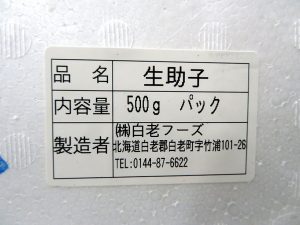 品名 生助子
内容量 500g パック
製造者 ㈱白老フーズ
北海道白老郡白老町字竹浦101-26
TEL:0144-87-6622